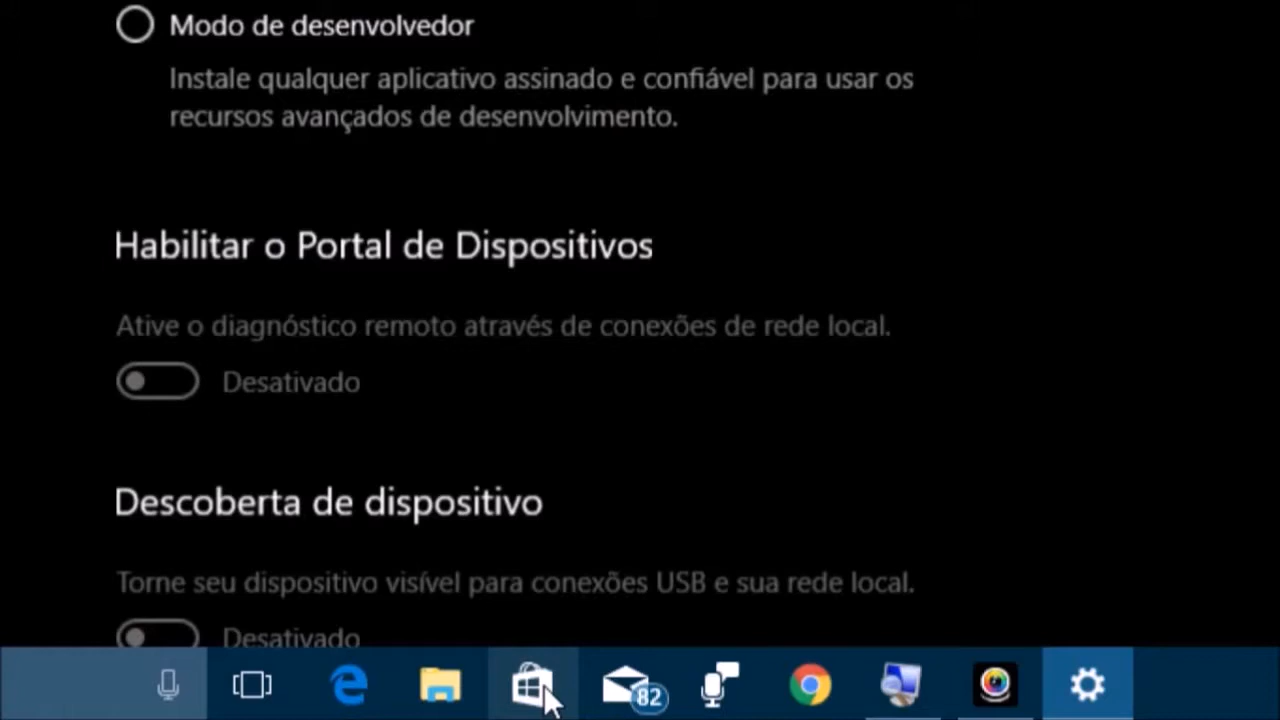 Modo de desenvolvedor
Instale qualquer aplicativo assinado e confiável para usar os
recursos avançados de desenvolvimento.
Habilitar o Portal de Dispositivos
Ative o diagnóstico remoto através de conexões de rede local.
Desativado
Descoberta de dispositivo
Torne seu dispositivo visível para conexões USB e sua rede local.
Desativado
82